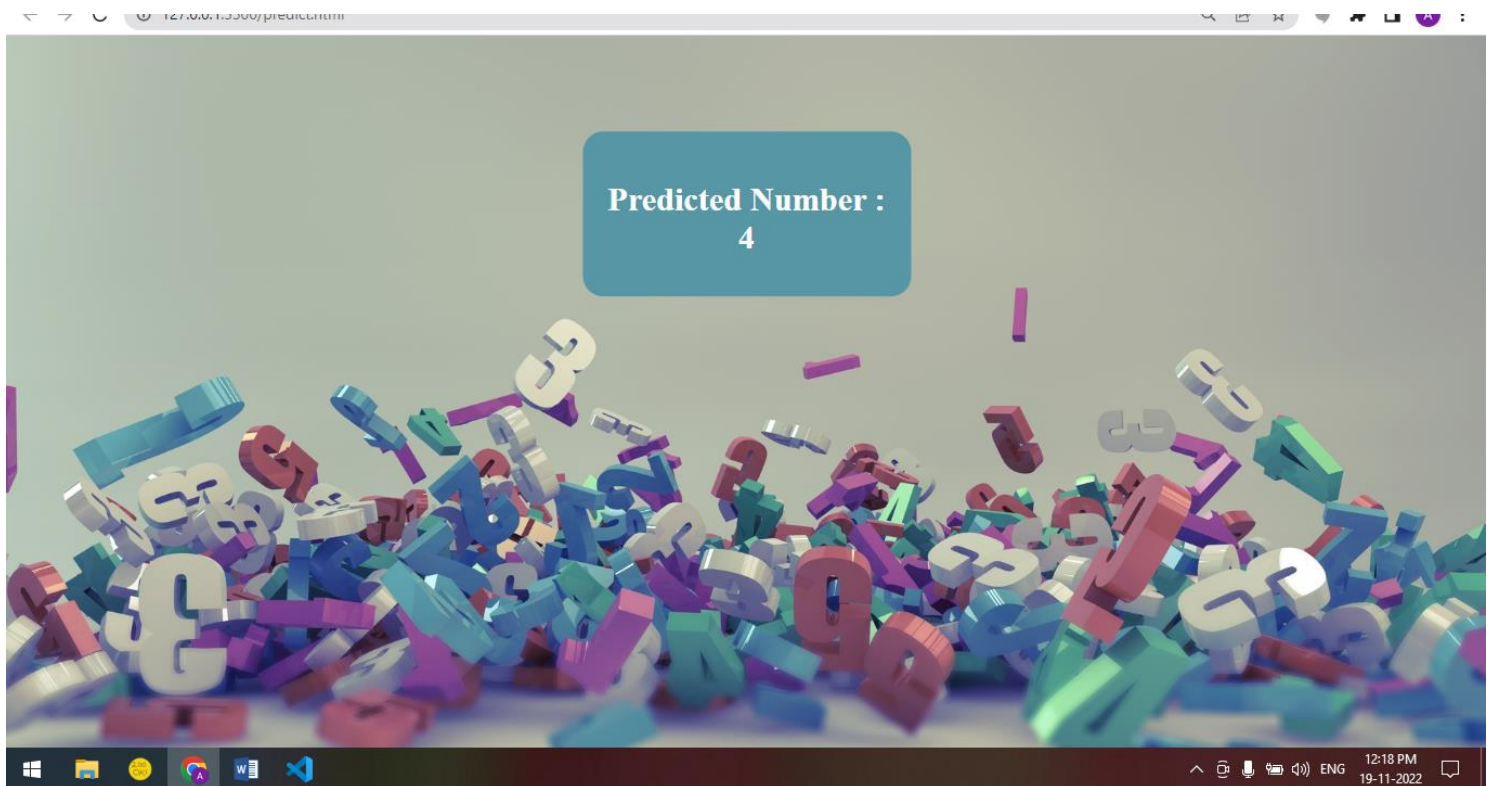 127.0.0.1:5500/predict.html
A
Predicted Number :
4
ENG
12:18 PM
19-11-2022